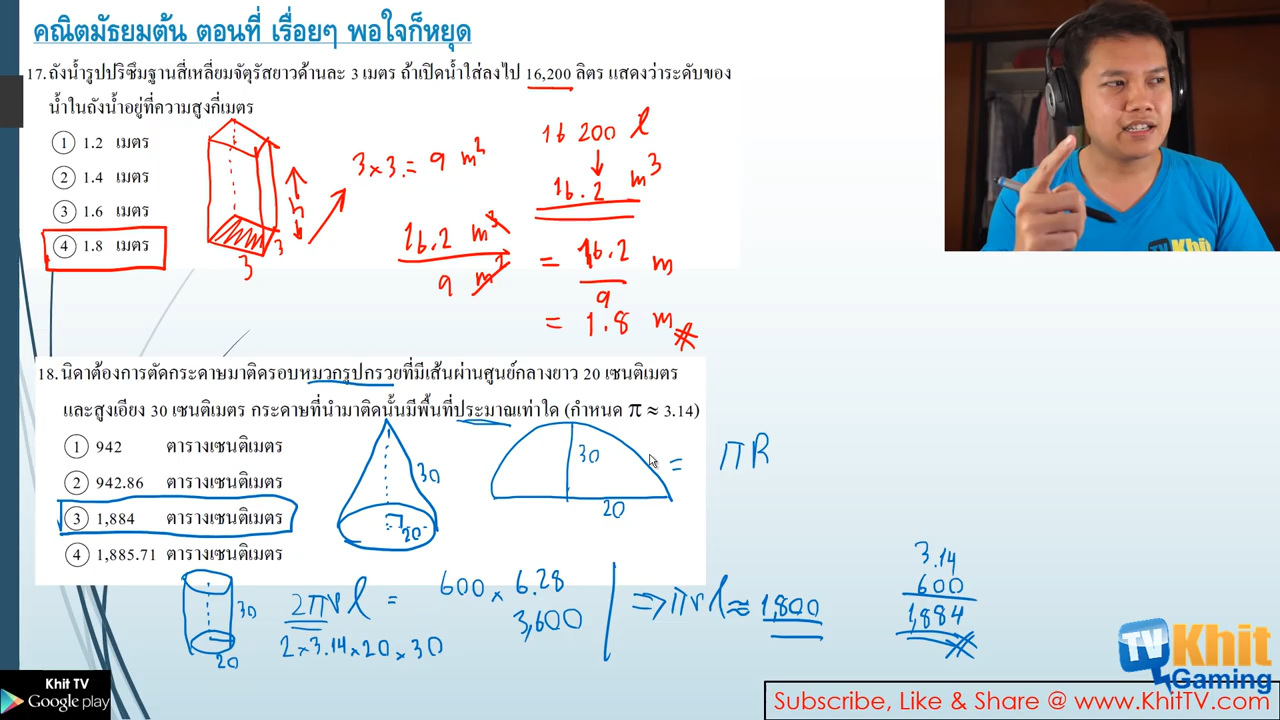 คณิตมัธยมต้น ตอนที่ เรื่อยๆ พอใจก็หยุด
17. ถังน้ำรูปปริซึมฐานสี่เหลี่ยมจัตุรัสยาวด้านละ 3 เมตร ถ้าเปิดน้ำใส่ลงไป 16,200 ลิตร แสดงว่าระดับของ
น้ำในถังน้ำอยู่ที่ความสูงกี่เมตร
1 1.2 เมตร
2 1.4 เมตร
3 1.6 เมตร
4 1.8 เมตร
h
3
3
3×3 = 9 m²
16 200 l
16.2 m³
16.2 m³
9 m²
= 16.2 m
9
= 1.8 m
18. นิดาต้องการตัดกระดาษมาติดรอบหมวกรูปกรวยที่มีเส้นผ่านศูนย์กลางยาว 20 เซนติเมตร
และสูงเอียง 30 เซนติเมตร กระดาษที่นำมาติดนั้นมีพื้นที่ประมาณเท่าใด (กำหนด π ≈ 3.14)
1 942 ตารางเซนติเมตร
2 942.86 ตารางเซนติเมตร
3 1,884 ตารางเซนติเมตร
4 1,885.71 ตารางเซนติเมตร
30
20
30
20
= πR
30
20
2πrl =
2×3.14×20×30
600 × 6.28
3,600
⇒ πrl ≈ 1,800
3.14
600
1,884
Khit TV
Google play
TV Khit
Gaming
Khit
Subscribe, Like & Share @ www.KhitTV.com